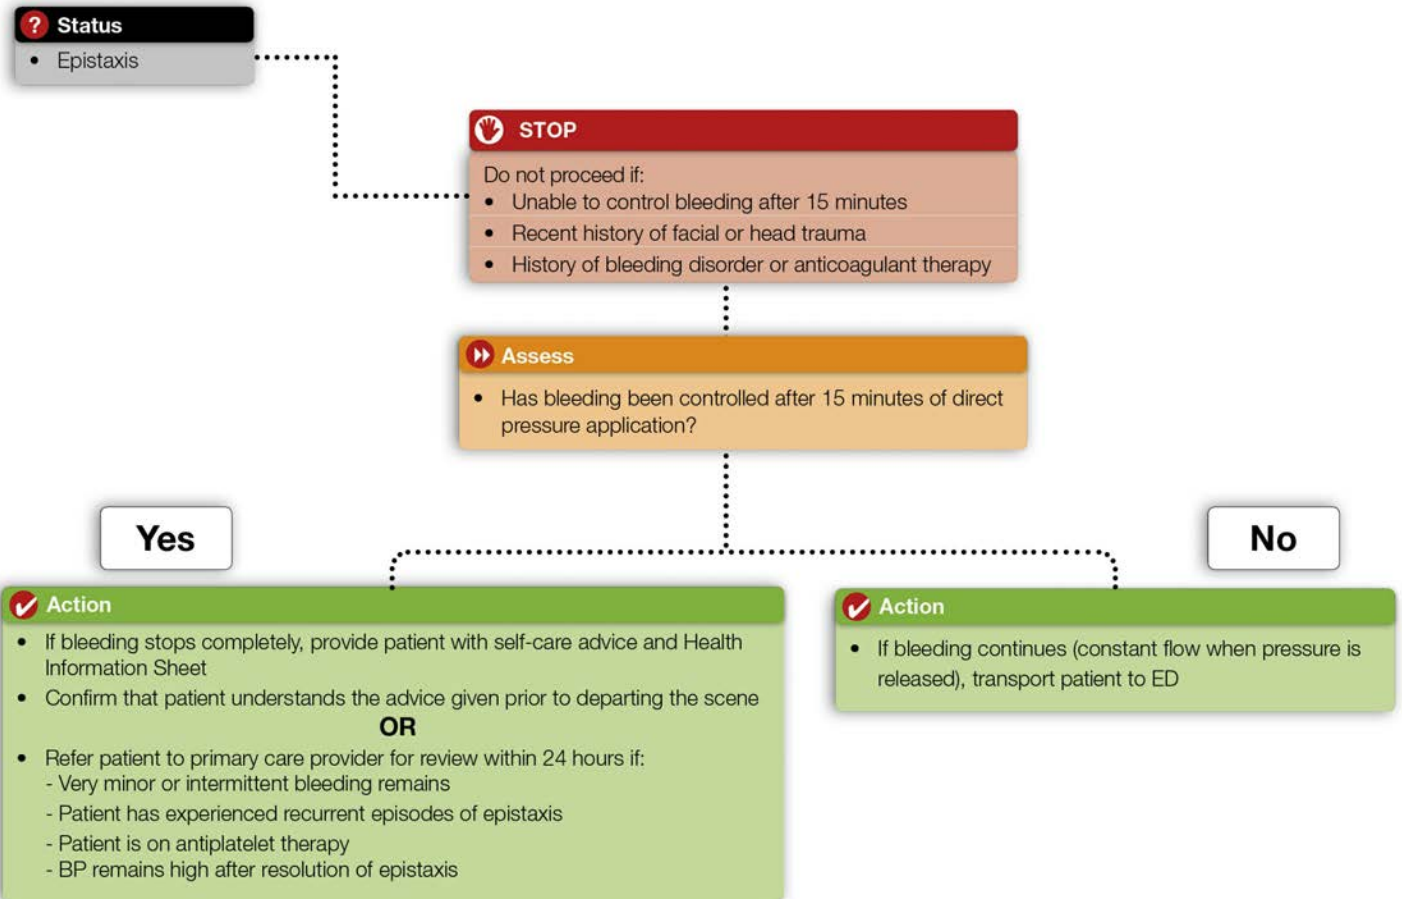 Status
• Epistaxis
STOP
Do not proceed if:
• Unable to control bleeding after 15 minutes
• Recent history of facial or head trauma
• History of bleeding disorder or anticoagulant therapy
Assess
• Has bleeding been controlled after 15 minutes of direct
pressure application?
Yes
No
Action
• If bleeding stops completely, provide patient with self-care advice and Health
Information Sheet
• Confirm that patient understands the advice given prior to departing the scene
OR
• Refer patient to primary care provider for review within 24 hours if:
- Very minor or intermittent bleeding remains
- Patient has experienced recurrent episodes of epistaxis
- Patient is on antiplatelet therapy
- BP remains high after resolution of epistaxis
Action
• If bleeding continues (constant flow when pressure is
released), transport patient to ED